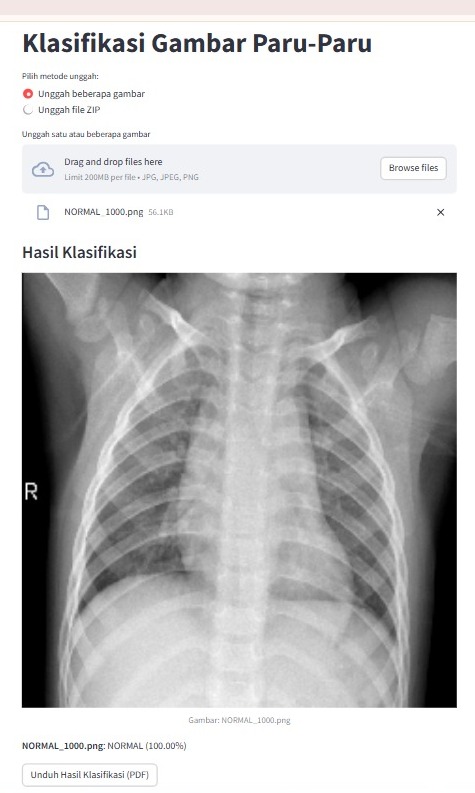 Klasifikasi Gambar Paru-Paru
Pilih metode unggah:
Unggah beberapa gambar
Unggah file ZIP
Unggah satu atau beberapa gambar
Drag and drop files here
Limit 200MB per file • JPG, JPEG, PNG
Browse files
NORMAL_1000.png 56.1KB
Hasil Klasifikasi
R
Gambar: NORMAL_1000.png
NORMAL_1000.png: NORMAL (100.00%)
Unduh Hasil Klasifikasi (PDF)